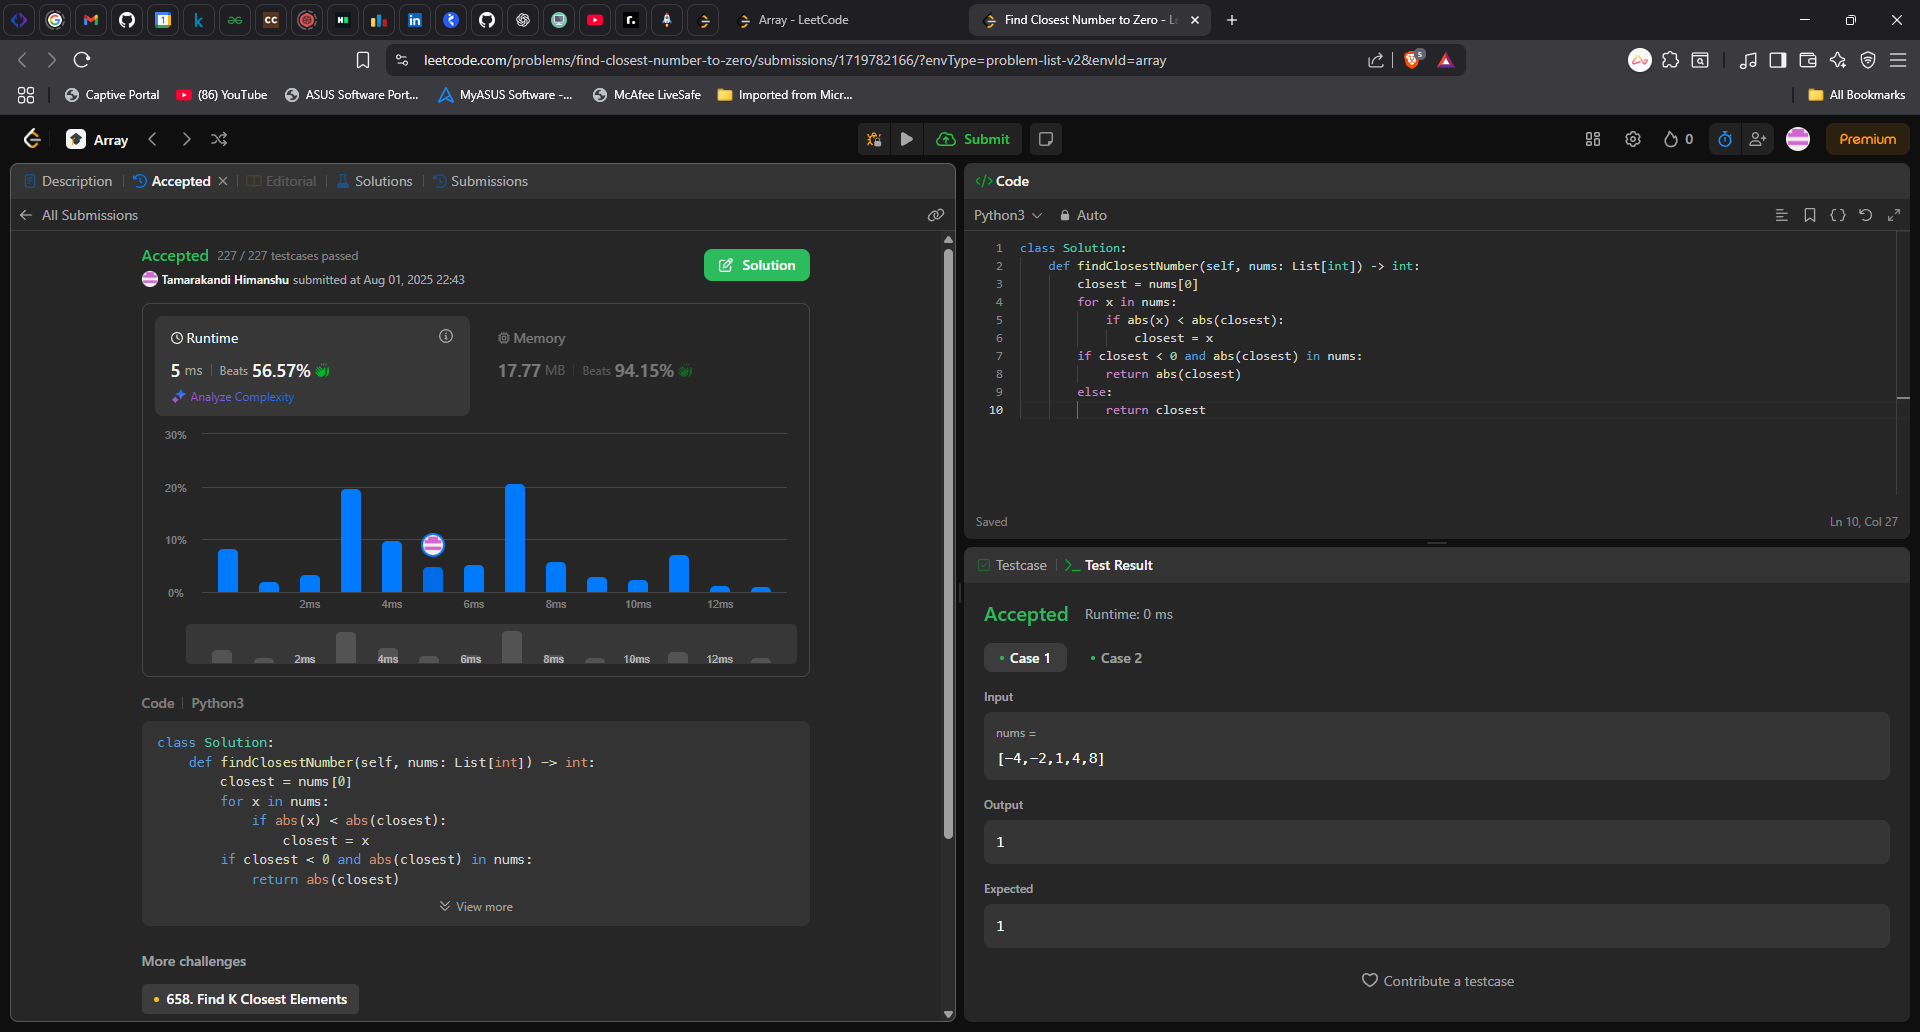 Array - LeetCode
Find Closest Number to Zero - Le
leetcode.com/problems/find-closest-number-to-zero/submissions/1719782166/?envType=problem-list-v2&envId=array
5
Captive Portal
(86) YouTube
ASUS Software Port...
MyASUS Software -...
McAfee LiveSafe
Imported from Micr...
All Bookmarks
Array
Submit
0
Premium
Description
Accepted
Editorial
Solutions
Submissions
All Submissions
Accepted 227 / 227 testcases passed
Tamarakandi Himanshu submitted at Aug 01, 2025 22:43
Solution
Runtime
5 ms | Beats 56.57%
Analyze Complexity
Memory
17.77 MB | Beats 94.15%
30%
20%
10%
0%
2ms 4ms 6ms 8ms 10ms 12ms
2ms 4ms 6ms 8ms 10ms 12ms
Code | Python3
class Solution:
def findClosestNumber(self, nums: List[int]) -> int:
closest = nums[0]
for x in nums:
if abs(x) < abs(closest):
closest = x
if closest < 0 and abs(closest) in nums:
return abs(closest)
View more
More challenges
658. Find K Closest Elements
</> Code
Python3
Auto
1 class Solution:
2 def findClosestNumber(self, nums: List[int]) -> int:
3 closest = nums[0]
4 for x in nums:
5 if abs(x) < abs(closest):
6 closest = x
7 if closest < 0 and abs(closest) in nums:
8 return abs(closest)
9 else:
10 return closest
Saved
Ln 10, Col 27
Testcase
Test Result
Accepted Runtime: 0 ms
Case 1
Case 2
Input
nums =
[-4,-2,1,4,8]
Output
1
Expected
1
Contribute a testcase